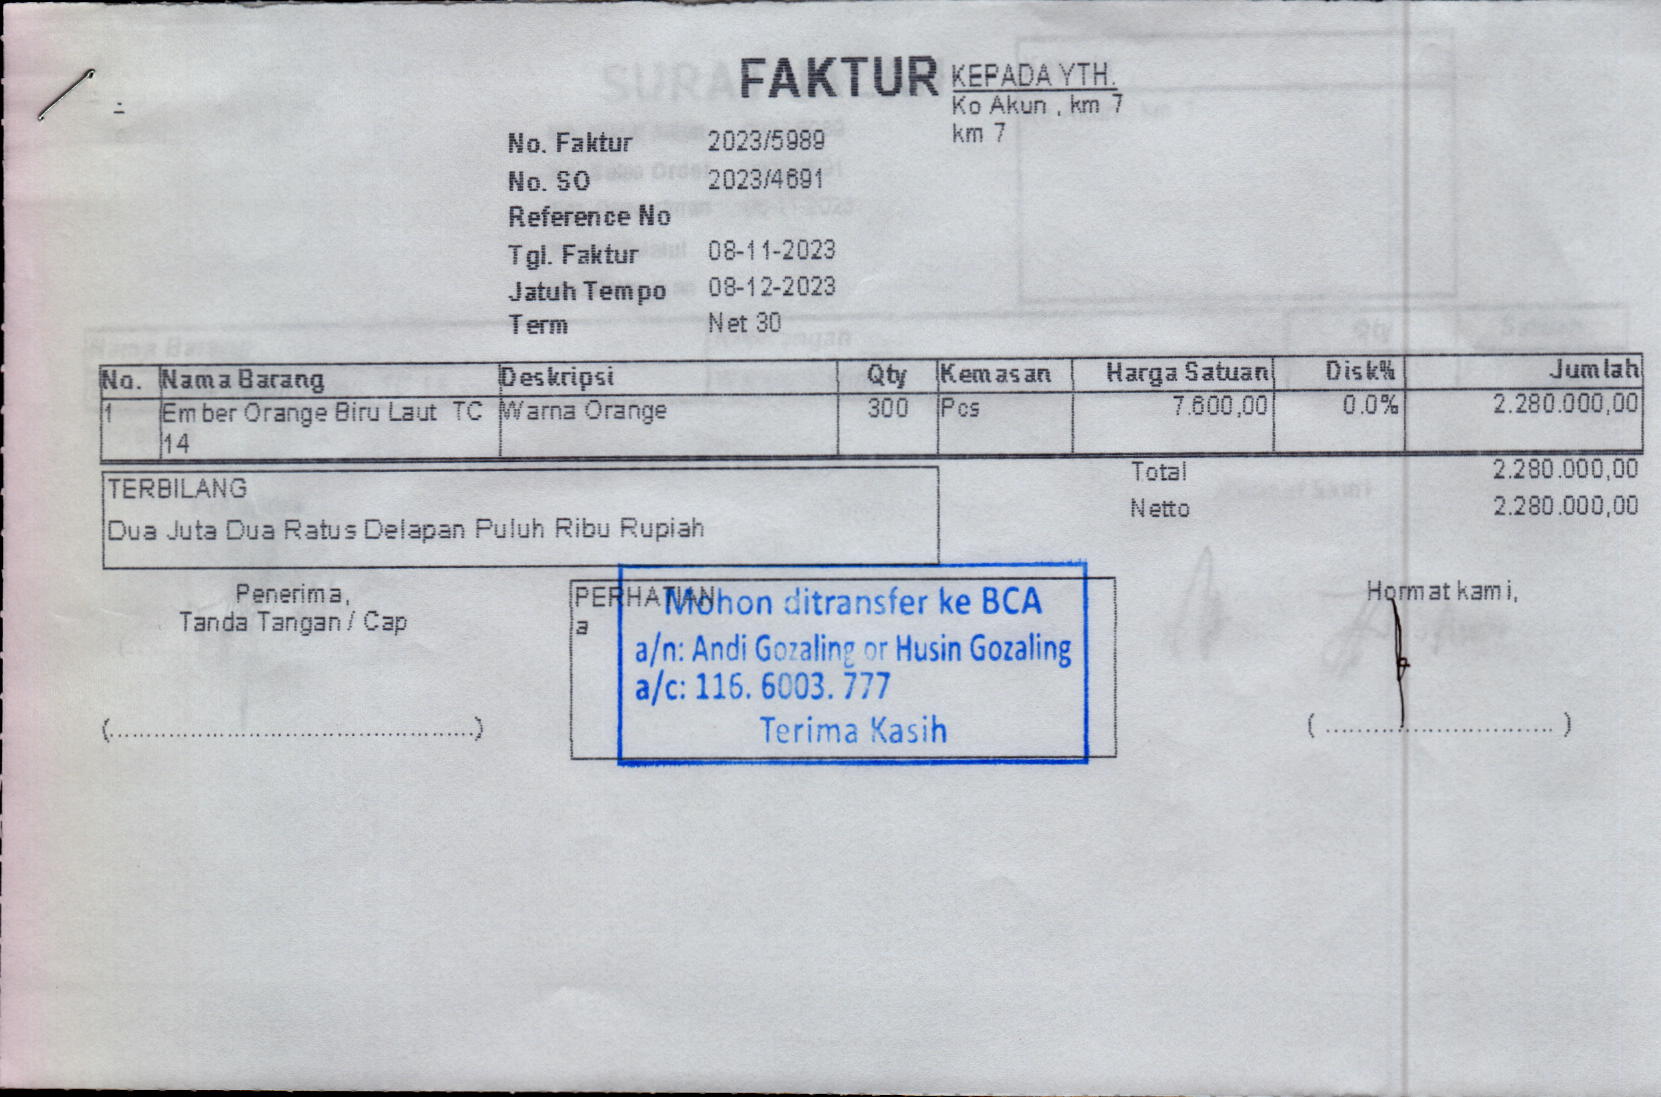 FAKTUR
KEPADA YTH.
Ko Akun , km 7
km 7
No. Faktur 2023/5989
No. SO 2023/4691
Reference No
Tgl. Faktur 08-11-2023
Jatuh Tempo 08-12-2023
Term Net 30
No. Nama Barang Deskripsi Qty Kemasan Harga Satuan Disk% Jumlah
1 Ember Orange Biru Laut TC Warna Orange 300 Pcs 7.600,00 0.0% 2.280.000,00
14
Total 2.280.000,00
Netto 2.280.000,00
TERBILANG
Dua Juta Dua Ratus Delapan Puluh Ribu Rupiah
Penerima,
Tanda Tangan / Cap
(................................................)
PERHATIAN
a
Mohon ditransfer ke BCA
a/n: Andi Gozaling or Husin Gozaling
a/c: 116. 6003. 777
Terima Kasih
Hormat kami,
( .............................. )